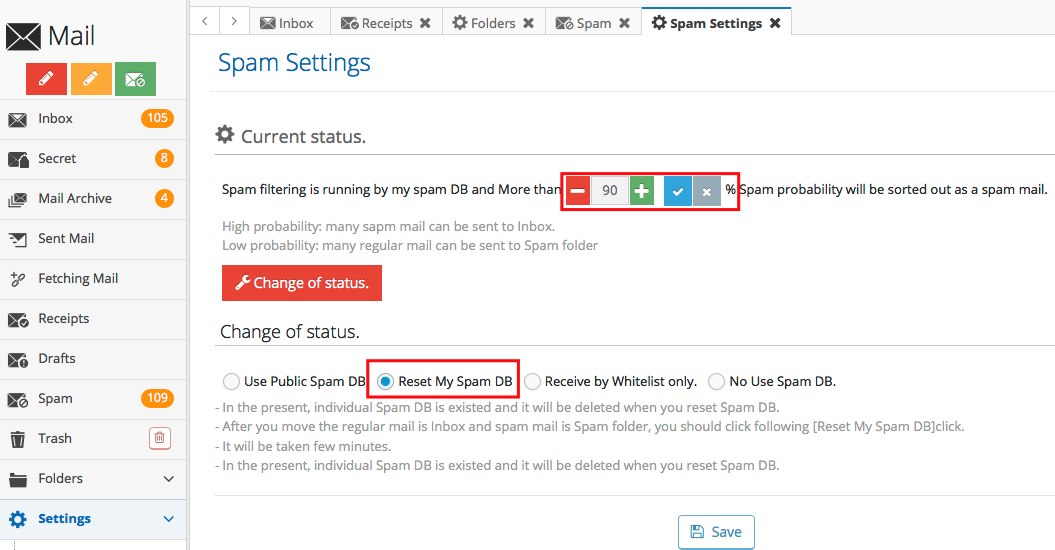 Mail
Inbox
Receipts
Folders
Spam
Spam Settings
Spam Settings
Inbox 105
Secret 8
Mail Archive 4
Sent Mail
Fetching Mail
Receipts
Drafts
Spam 109
Trash
Folders
Settings
Current status.
Spam filtering is running by my spam DB and More than 90 % Spam probability will be sorted out as a spam mail.
High probability: many sapm mail can be sent to Inbox.
Low probability: many regular mail can be sent to Spam folder
Change of status.
Change of status.
Use Public Spam DB Reset My Spam DB Receive by Whitelist only. No Use Spam DB.
- In the present, individual Spam DB is existed and it will be deleted when you reset Spam DB.
- After you move the regular mail is Inbox and spam mail is Spam folder, you should click following [Reset My Spam DB]click.
- It will be taken few minutes.
- In the present, individual Spam DB is existed and it will be deleted when you reset Spam DB.
Save